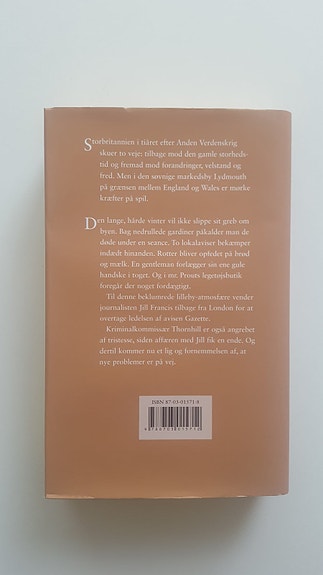 Storbritannien i tiåret efter Anden Verdenskrig
skuer to veje: tilbage mod den gamle storheds-
tid og fremad mod forandringer, velstand og
fred. Men i den søvnige markedsby Lydmouth
på grænsen mellem England og Wales er mørke
kræfter på spil.
Den lange, hårde vinter vil ikke slippe sit greb om
byen. Bag nedrullede gardiner påkalder man de
døde under en seance. To lokalaviser bekæmper
indædt hinanden. Rotter bliver opfedet på brød
og mælk. En gentleman forlægger sin ene gule
handske i toget. Og i mr. Prouts legetøjsbutik
foregår der noget fordægtigt.
Til denne beklumrede lilleby-atmosfære vender
journalisten Jill Francis tilbage fra London for at
overtage ledelsen af avisen Gazette.
Kriminalkommissær Thornhill er også angrebet
af tristesse, siden affæren med Jill fik en ende. Og
dertil kommer nu et lig og fornemmelsen af, at
nye problemer er på vej.
ISBN 87-03-01571-8